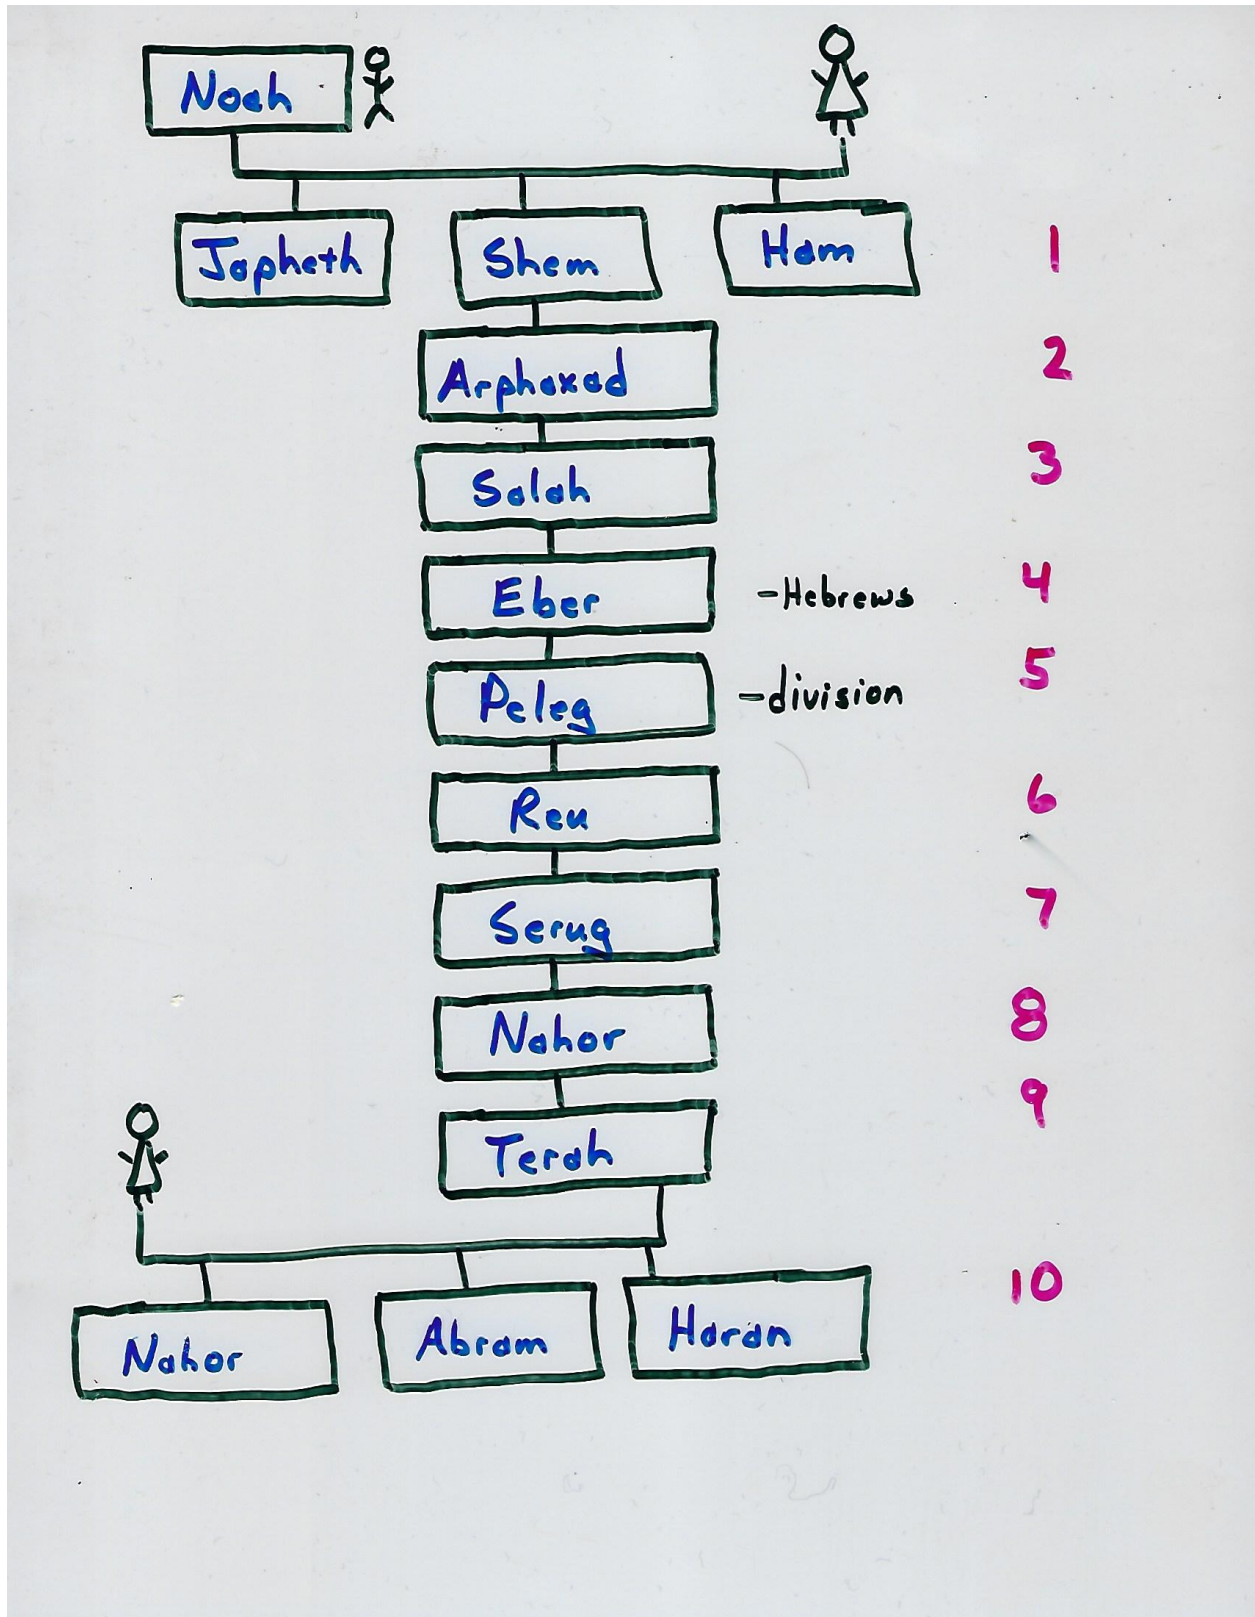 Noah
Japheth Shem Ham 1
Arphaxad 2
Salah 3
Eber -Hebrews 4
Peleg -division 5
Reu 6
Serug 7
Nahor 8
Terah 9
Nahor Abram Haran 10